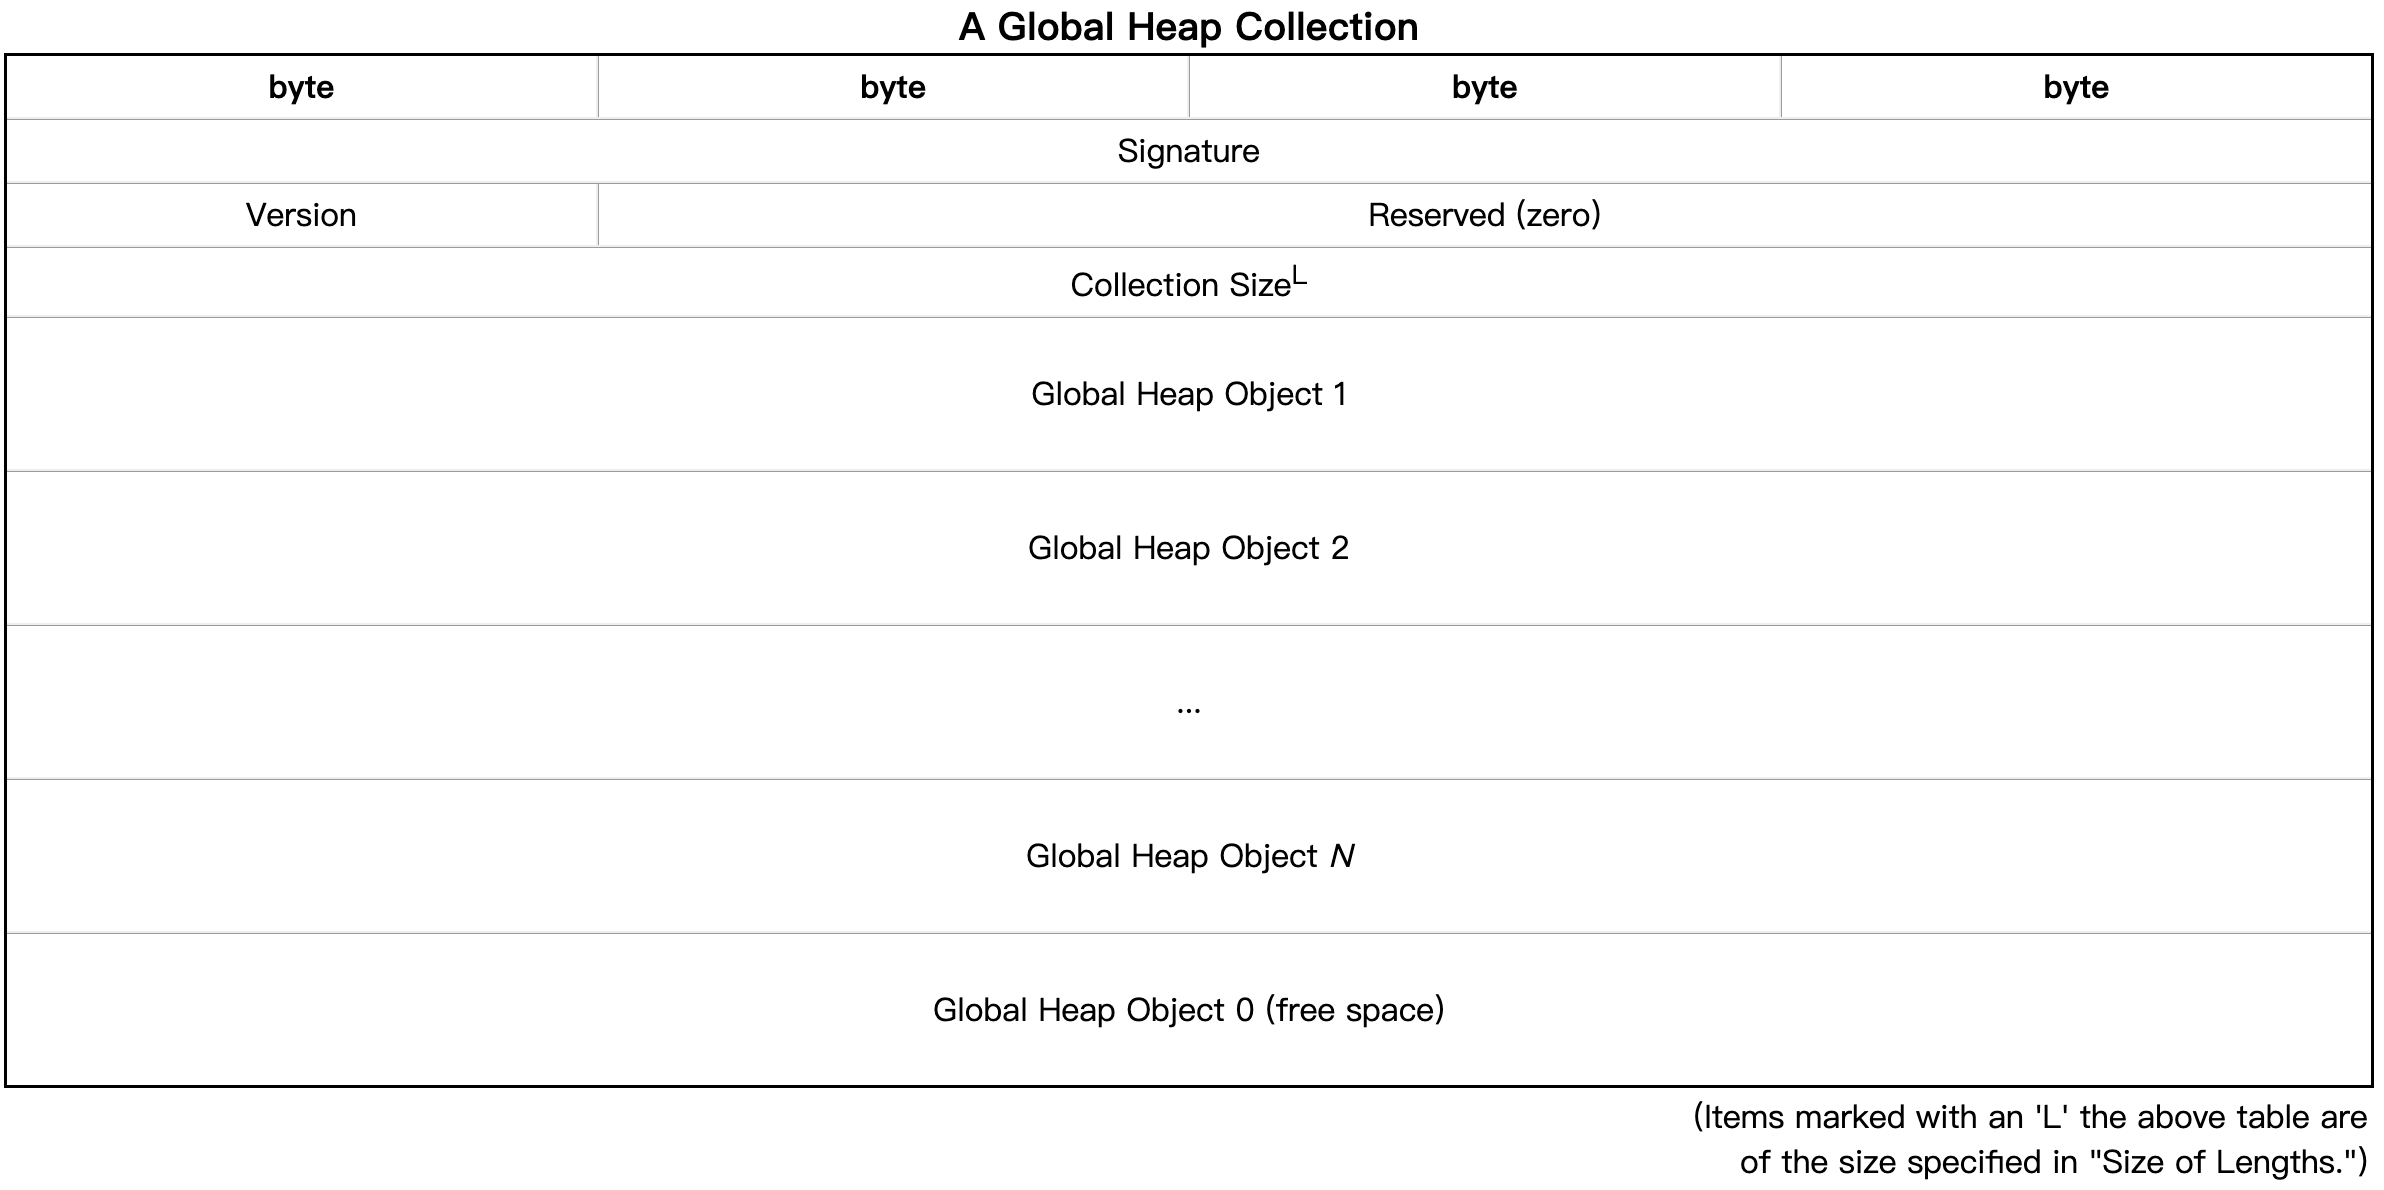 A Global Heap Collection
byte byte byte byte
Signature
Version Reserved (zero)
Collection SizeL
Global Heap Object 1
Global Heap Object 2
...
Global Heap Object N
Global Heap Object 0 (free space)
(Items marked with an 'L' the above table are
of the size specified in "Size of Lengths.")